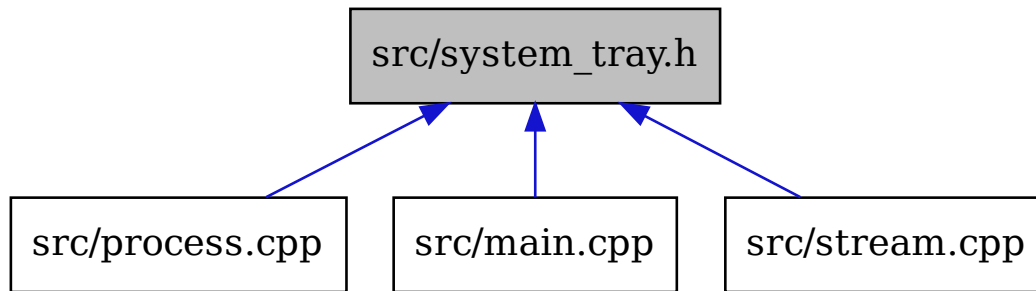 src/system_tray.h
src/process.cpp
src/main.cpp
src/stream.cpp